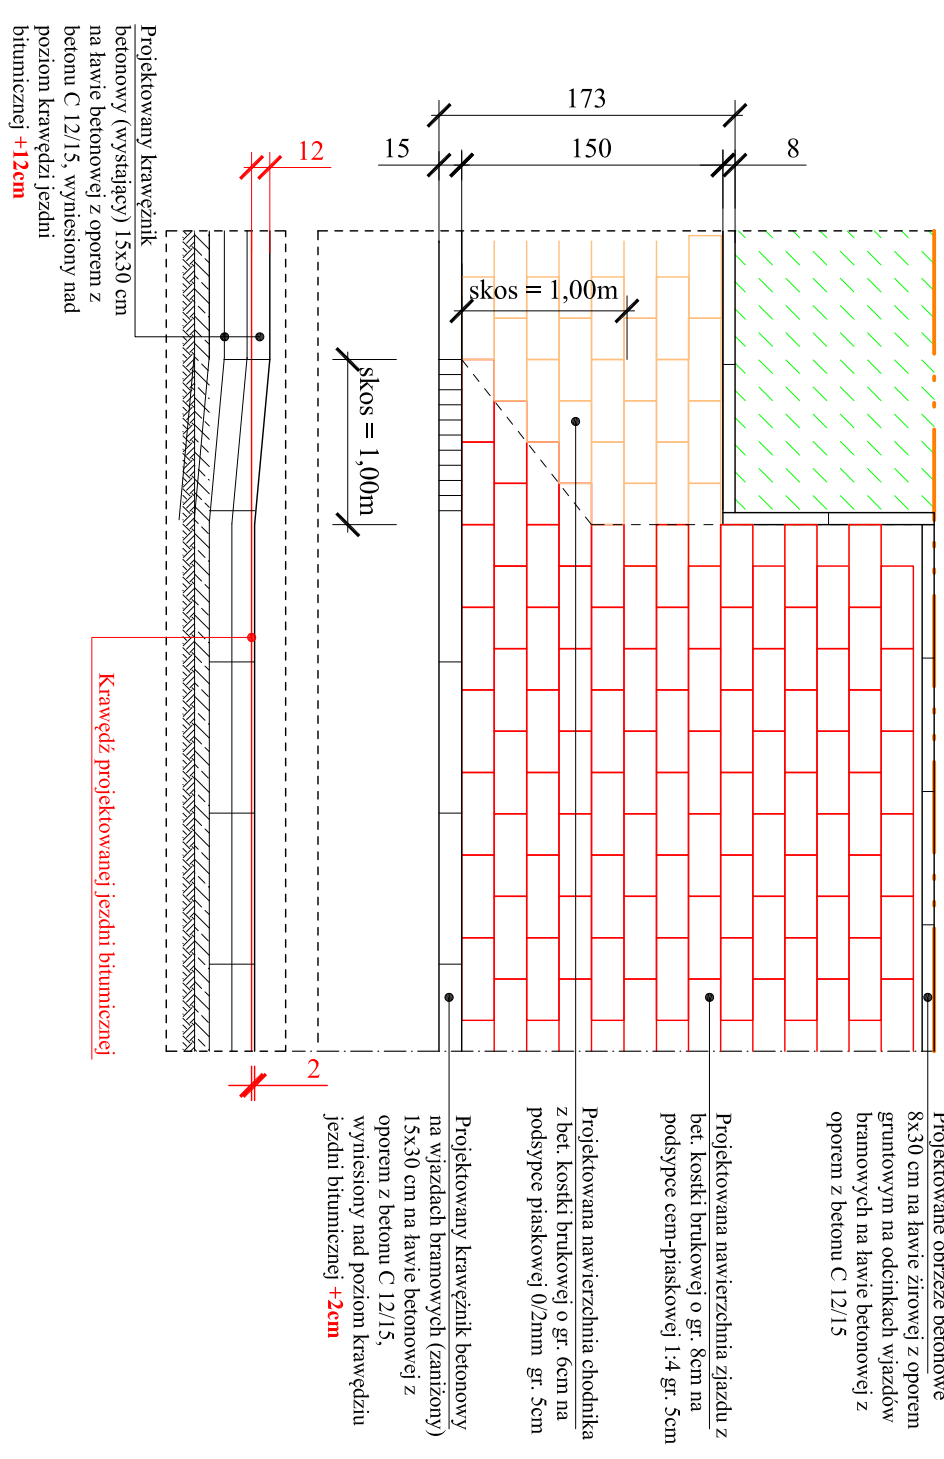 173
15
150
8
12
skos = 1,00m
skos = 1,00m
2
Projektowany krawężnik
betonowy (wystający) 15x30 cm
na ławie betonowej z oporem z
betonu C 12/15, wyniesiony nad
poziom krawędzi jezdni
bitumicznej +12cm
Krawędź projektowanej jezdni bitumicznej
Projektowane obrzeże betonowe
8x30 cm na ławie żirowej z oporem
gruntowym na odcinkach wjazdów
bramowych na ławie betonowej z
oporem z betonu C 12/15
Projektowana nawierzchnia zjazdu z
bet. kostki brukowej o gr. 8cm na
podsypce cem-piaskowej 1:4 gr. 5cm
Projektowana nawierzchnia chodnika
z bet. kostki brukowej o gr. 6cm na
podsypce piaskowej 0/2mm gr. 5cm
Projektowany krawężnik betonowy
na wjazdach bramowych (zaniżony)
15x30 cm na ławie betonowej z
oporem z betonu C 12/15,
wyniesiony nad poziom krawędziu
jezdni bitumicznej +2cm